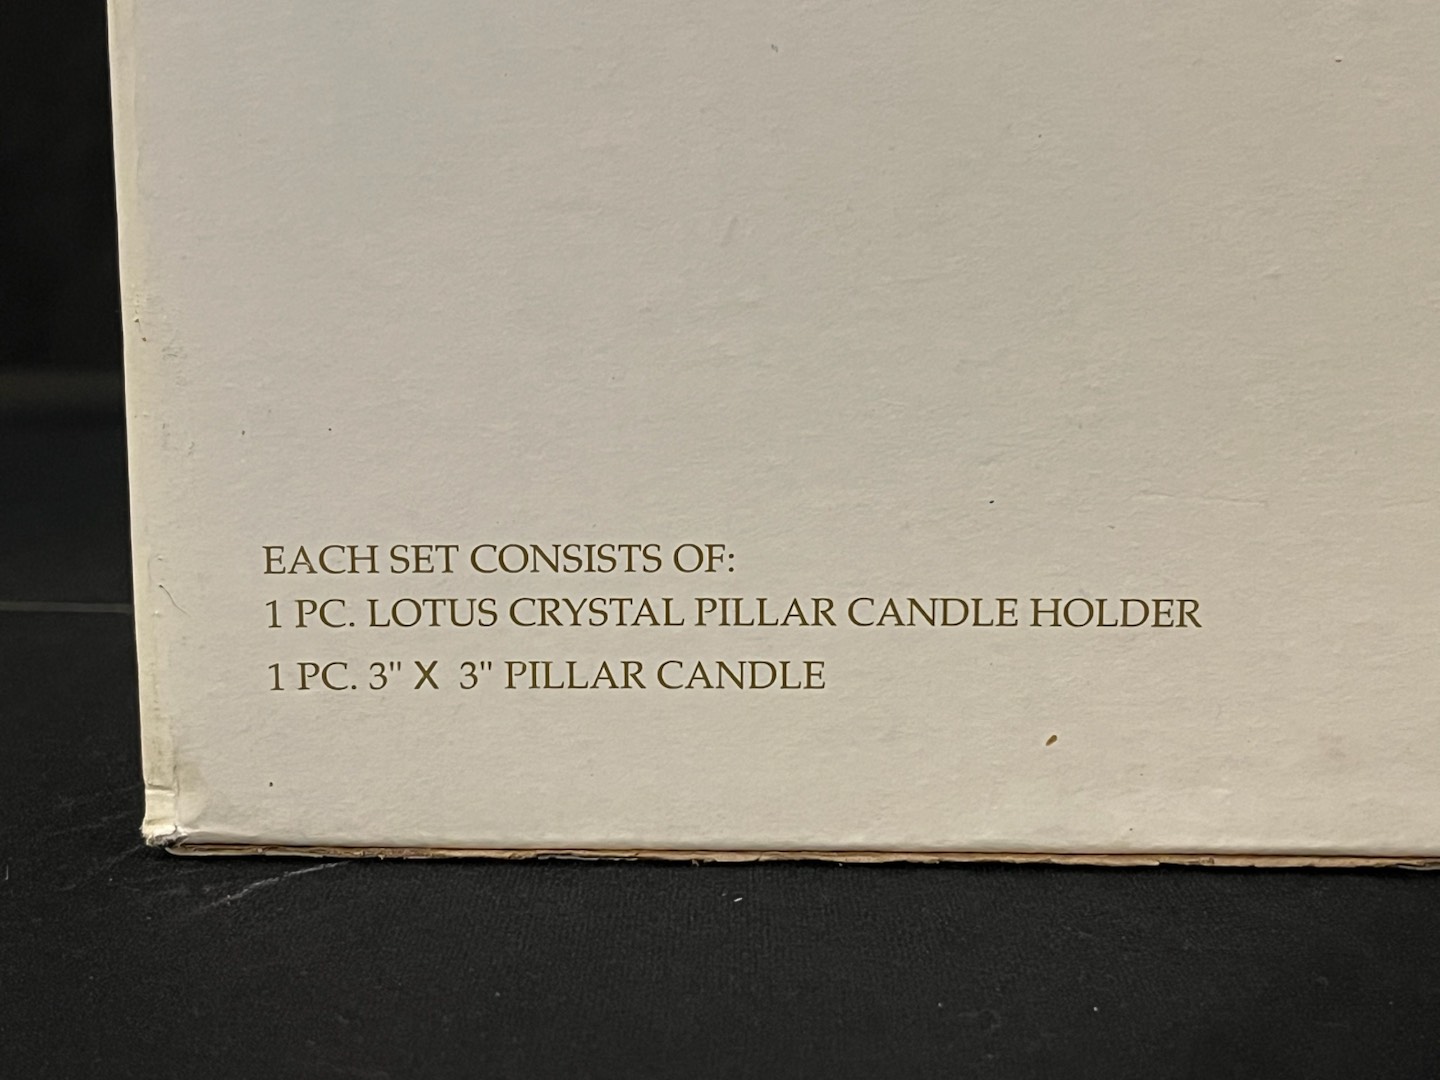 EACH SET CONSISTS OF:
1 PC. LOTUS CRYSTAL PILLAR CANDLE HOLDER
1 PC. 3" X 3" PILLAR CANDLE